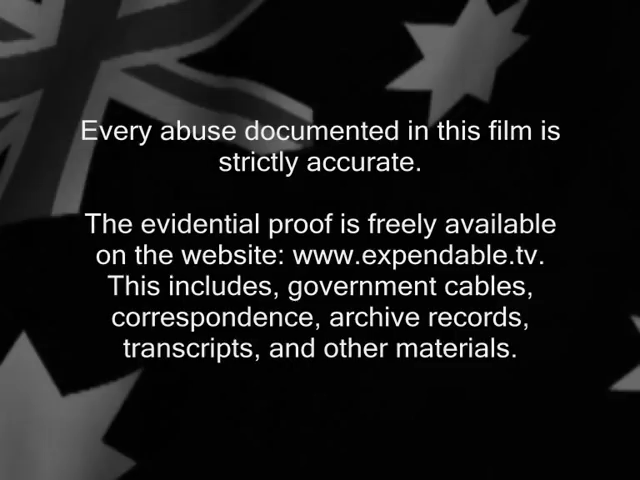 Every abuse documented in this film is
strictly accurate.
The evidential proof is freely available
on the website: www.expendable.tv.
This includes, government cables,
correspondence, archive records,
transcripts, and other materials.